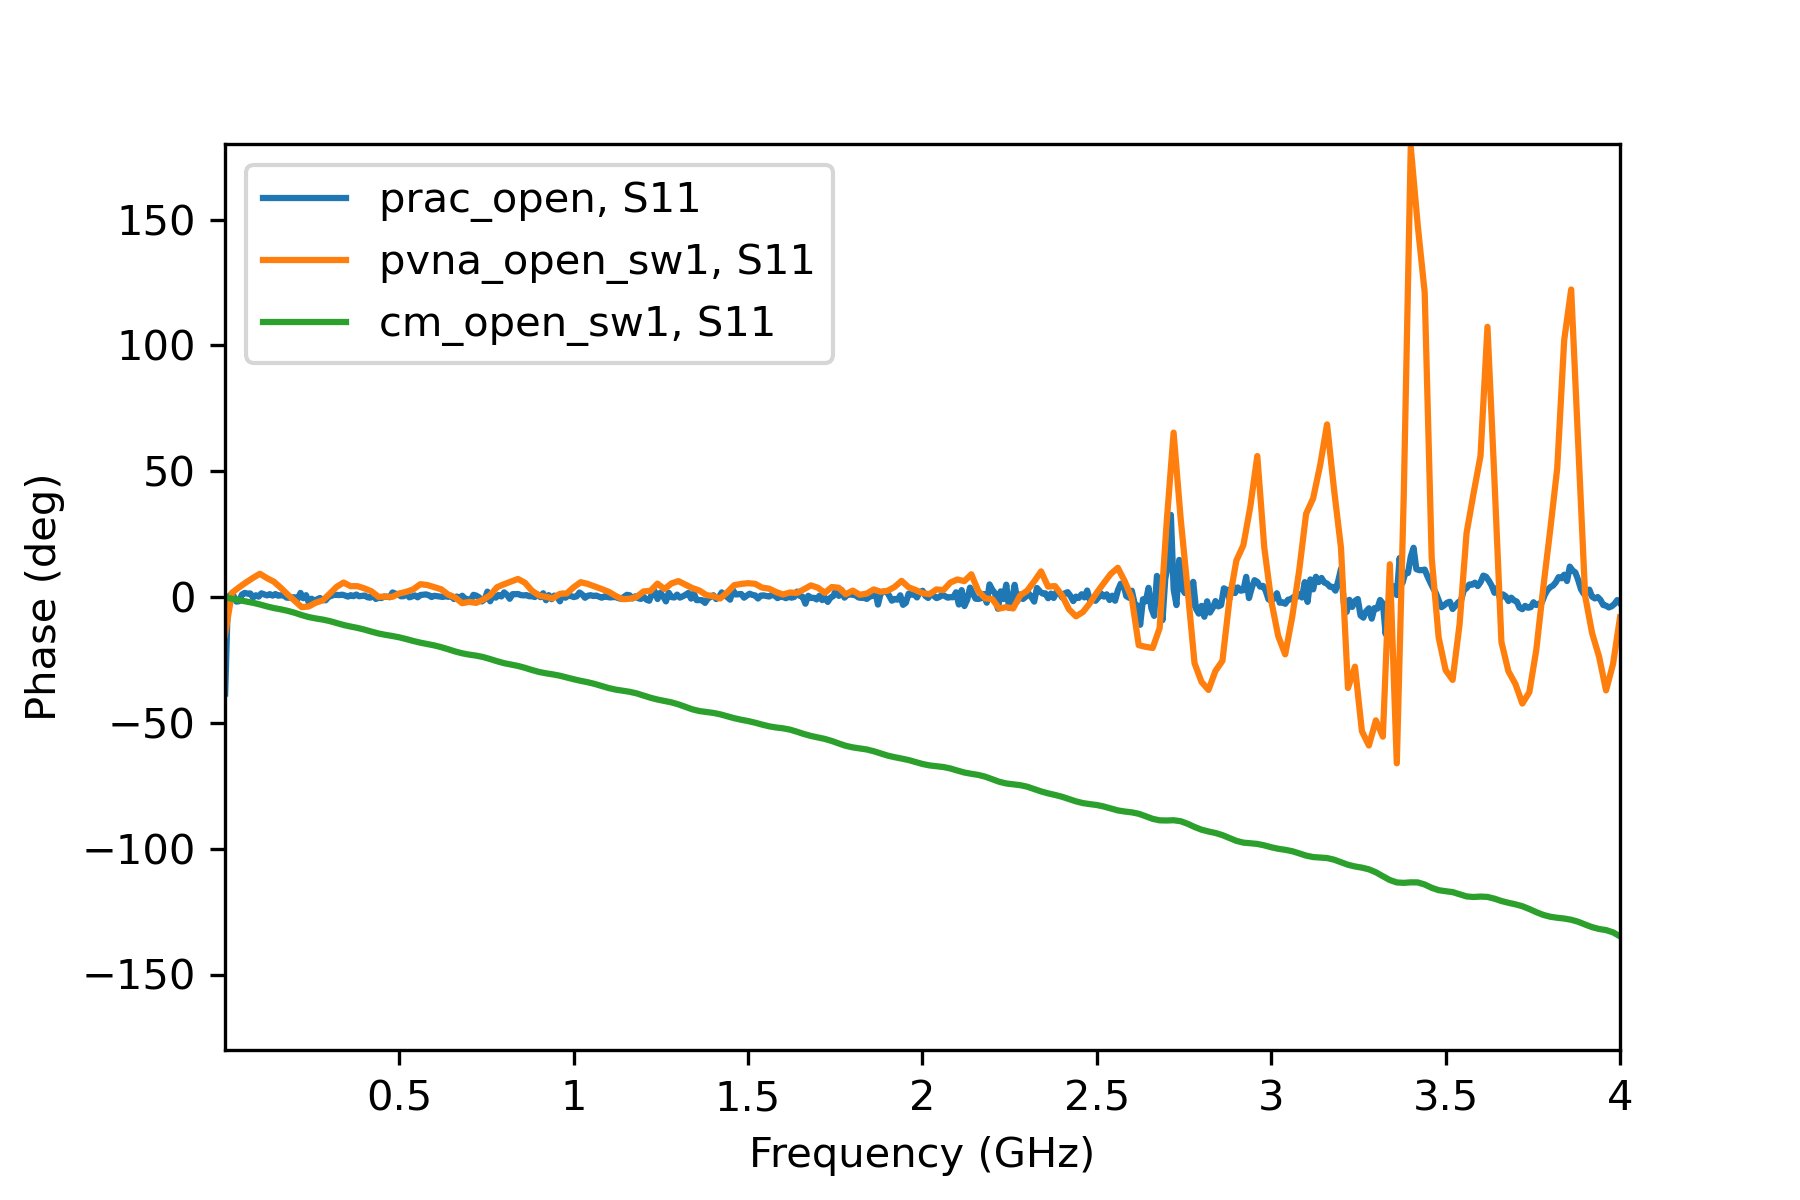 prac_open, S11
pvna_open_sw1, S11
cm_open_sw1, S11
Phase (deg)
150
100
50
0
−50
−100
−150
0.5 1 1.5 2 2.5 3 3.5 4
Frequency (GHz)